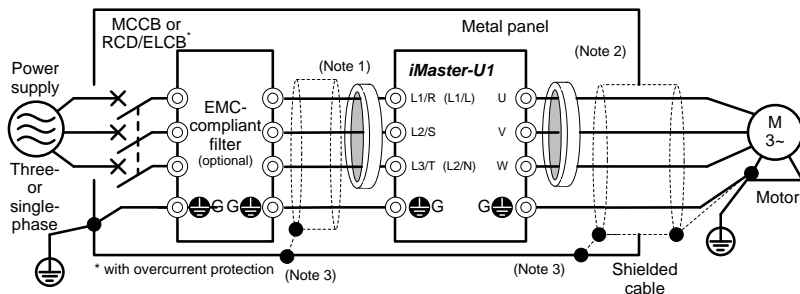 MCCB or
RCD/ELCB*
Metal panel
(Note 1)
(Note 2)
iMaster-U1
Power
supply
EMC-
compliant
filter
(optional)
L1/R (L1/L)
U
L2/S
V
L3/T (L2/N)
W
M
3~
Three-
or
single-
phase
G G
G
G
Motor
* with overcurrent protection
(Note 3)
(Note 3)
Shielded
cable